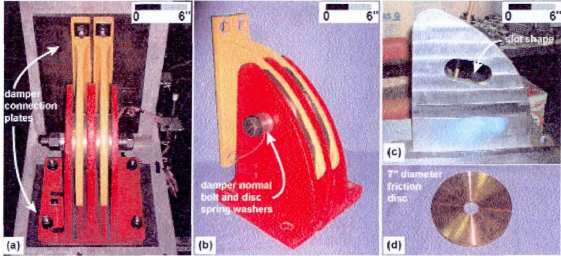 0 6"
damper
connection
plates
(a)
0 6"
damper normal
bolt and disc
spring washers
(b)
0 6"
slot shape
(c)
7" diameter
friction
disc
(d)